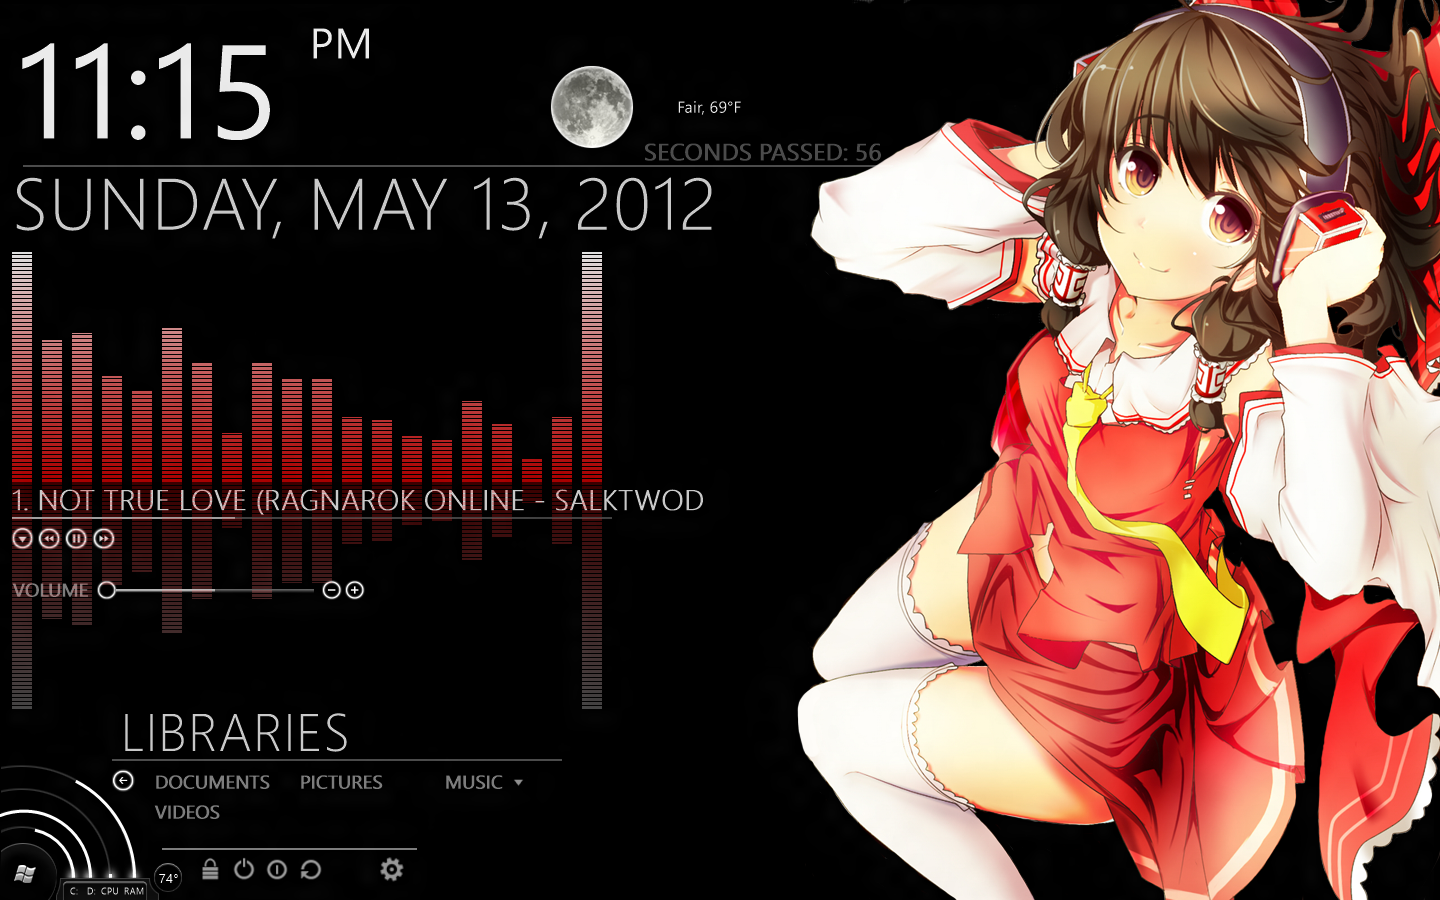 11:15 PM
Fair, 69°F
SECONDS PASSED: 56
SUNDAY, MAY 13, 2012
1. NOT TRUE LOVE (RAGNAROK ONLINE - SALKTWOD
VOLUME
LIBRARIES
DOCUMENTS PICTURES MUSIC
VIDEOS
74°
C: D: CPU RAM